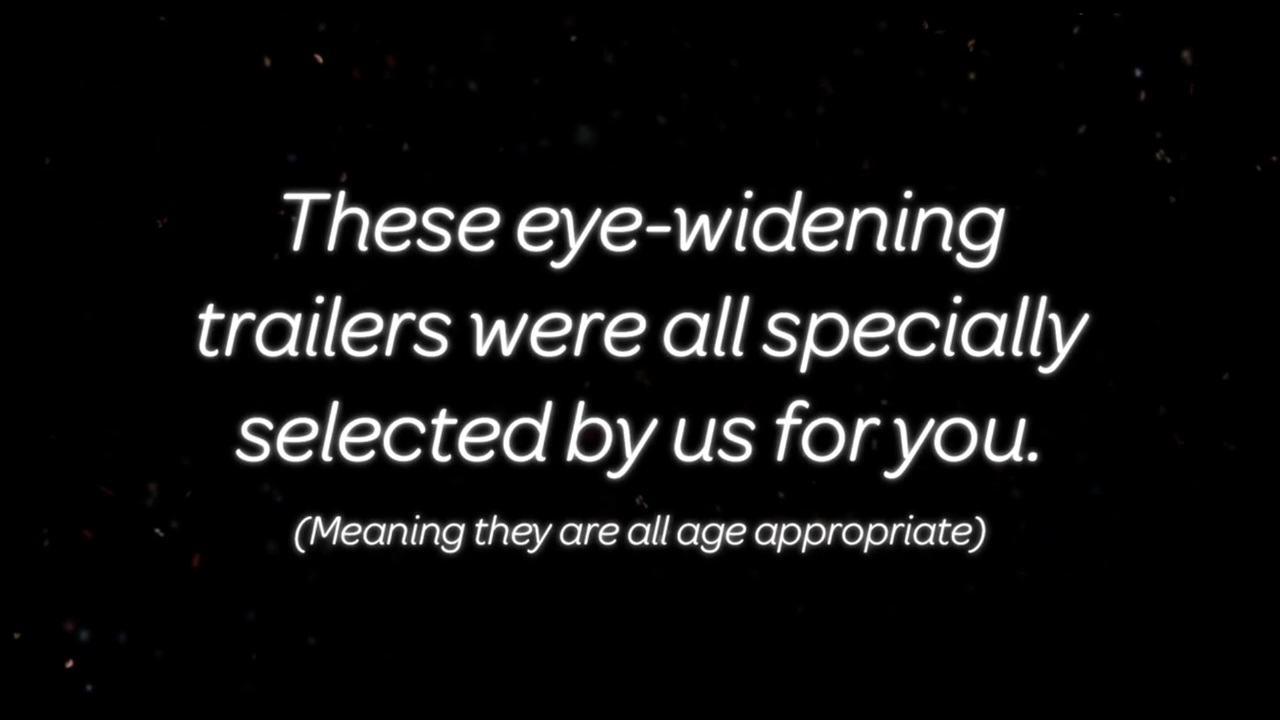 These eye-widening
trailers were all specially
selected by us for you.
(Meaning they are all age appropriate)